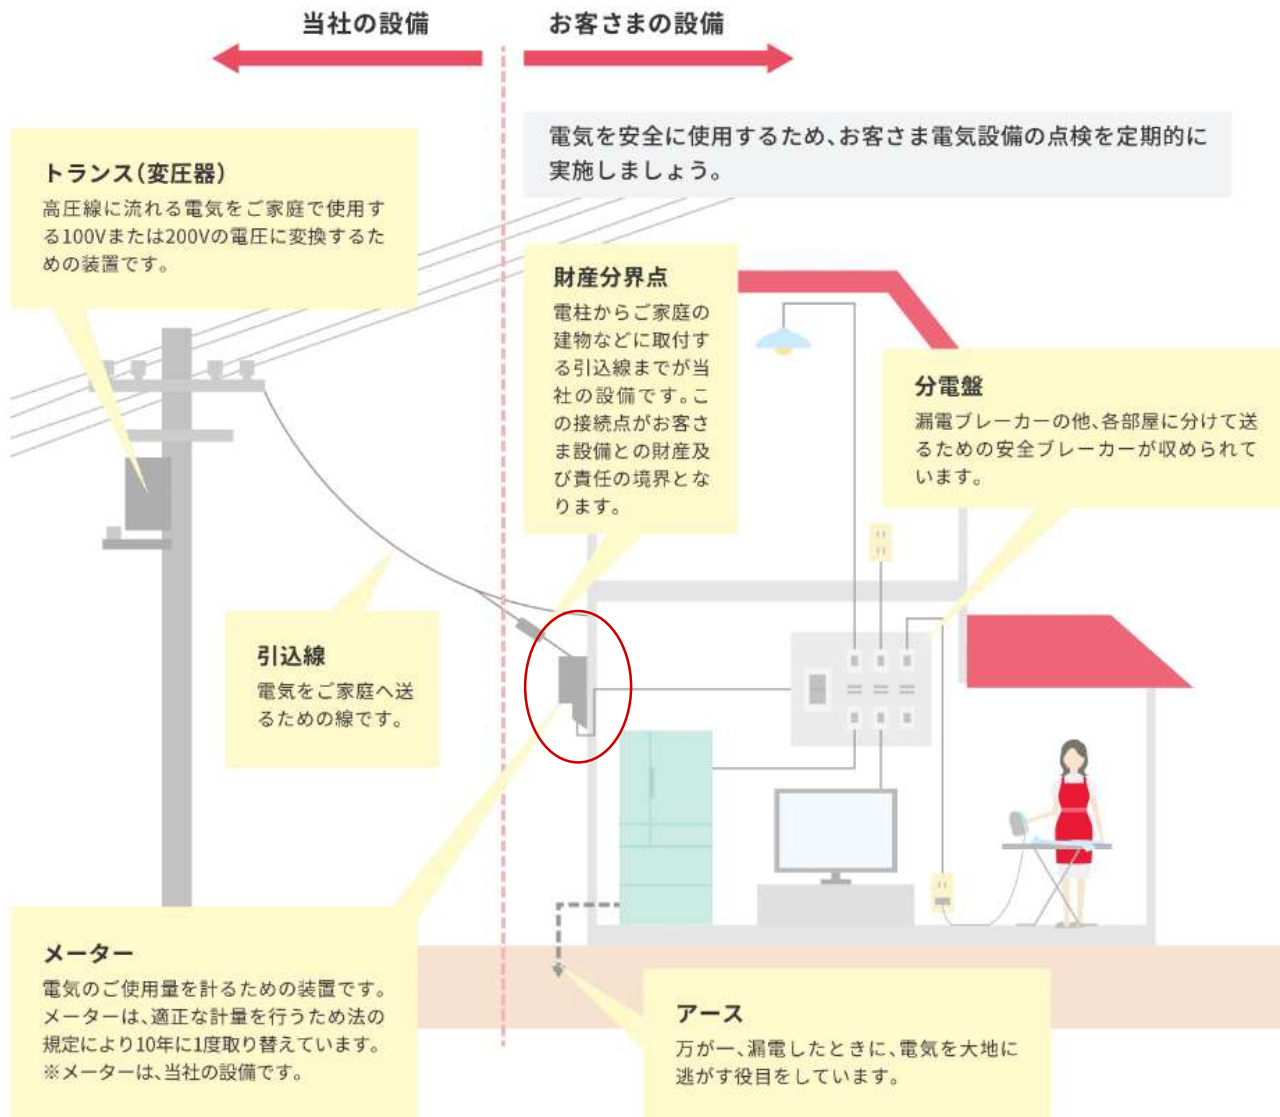 当社の設備
お客さまの設備
電気を安全に使用するため、お客さま電気設備の点検を定期的に
実施しましょう。
トランス(変圧器)
高圧線に流れる電気をご家庭で使用す
る100Vまたは200Vの電圧に変換するた
めの装置です。
財産分界点
電柱からご家庭の
建物などに取付す
る引込線までが当
社の設備です。こ
の接続点がお客さ
ま設備との財産及
び責任の境界とな
ります。
分電盤
漏電ブレーカーの他、各部屋に分けて送
るための安全ブレーカーが収められて
います。
引込線
電気をご家庭へ送
るための線です。
メーター
電気のご使用量を計るための装置です。
メーターは、適正な計量を行うため法の
規定により10年に1度取り替えています。
※メーターは、当社の設備です。
アース
万が一、漏電したときに、電気を大地に
逃がす役目をしています。